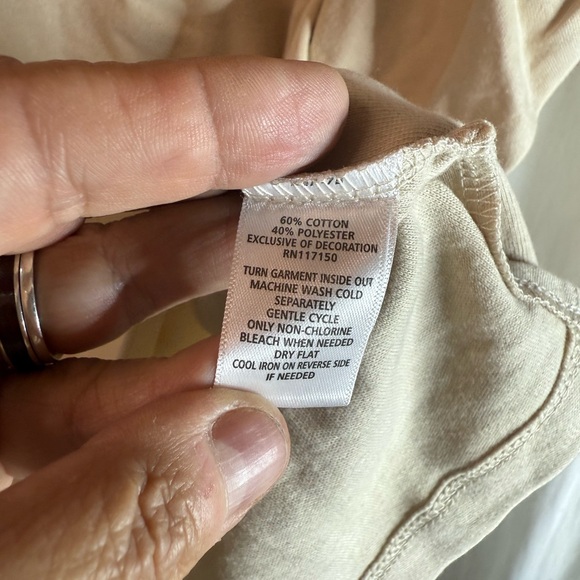 60% COTTON
40% POLYESTER
EXCLUSIVE OF DECORATION
RN117150
TURN GARMENT INSIDE OUT
MACHINE WASH COLD
SEPARATELY
GENTLE CYCLE
ONLY NON-CHLORINE
BLEACH WHEN NEEDED
DRY FLAT
COOL IRON ON REVERSE SIDE
IF NEEDED